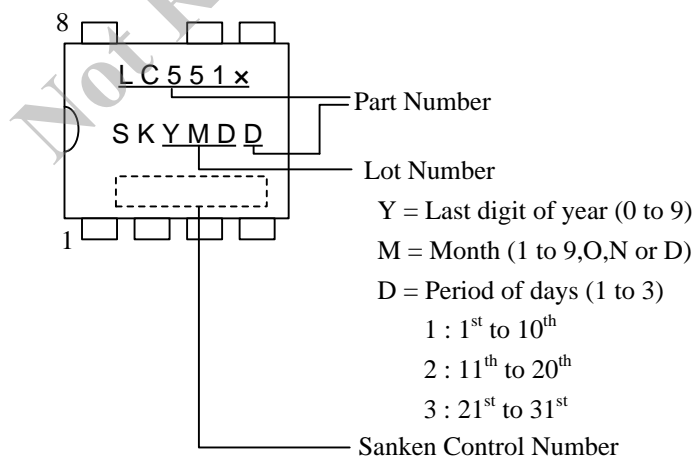 8
Not R
LC551×
Part Number
SKYMDD
Lot Number
1
Y = Last digit of year (0 to 9)
M = Month (1 to 9,O,N or D)
D = Period of days (1 to 3)
1 : 1st to 10th
2 : 11th to 20th
3 : 21st to 31st
Sanken Control Number